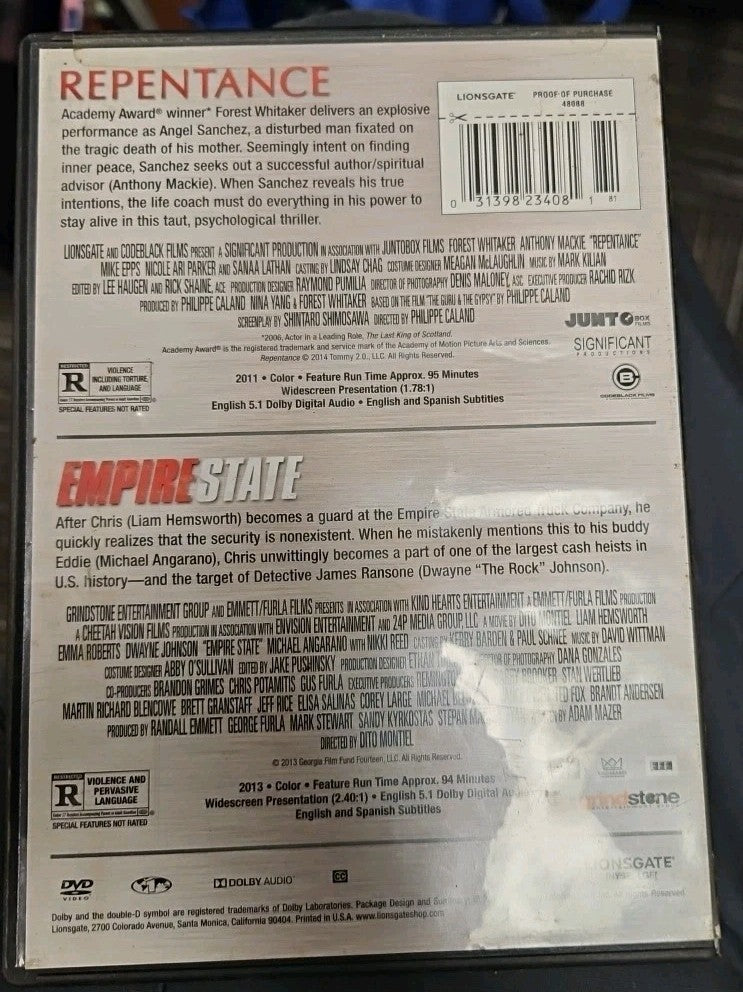 REPENTANCE
Academy Award® winner* Forest Whitaker delivers an explosive
performance as Angel Sanchez, a disturbed man fixated on
the tragic death of his mother. Seemingly intent on finding
inner peace, Sanchez seeks out a successful author/spiritual
advisor (Anthony Mackie). When Sanchez reveals his true
intentions, the life coach must do everything in his power to
stay alive in this taut, psychological thriller.
LIONSGATE PROOF OF PURCHASE
48088
0 31398 23408 1 81
LIONSGATE AND CODEBLACK FILMS PRESENT A SIGNIFICANT PRODUCTION IN ASSOCIATION WITH JUNTOBOX FILMS FOREST WHITAKER ANTHONY MACKIE "REPENTANCE"
MIKE EPPS NICOLE ARI PARKER AND SANAA LATHAN CASTING BY LINDSAY CHAG COSTUME DESIGNER MEAGAN McLAUGHLIN MUSIC BY MARK KILIAN
EDITED BY LEE HAUGEN AND RICK SHAINE, ACE PRODUCTION DESIGNER RAYMOND PUMILIA DIRECTOR OF PHOTOGRAPHY DENIS MALONEY, ASC EXECUTIVE PRODUCER RACHID RIZK
PRODUCED BY PHILIPPE CALAND NINA YANG & FOREST WHITAKER BASED ON THE FILM "THE GURU & THE GYPSY" BY PHILIPPE CALAND
SCREENPLAY BY SHINTARO SHIMOSAWA DIRECTED BY PHILIPPE CALAND
*2006, Actor in a Leading Role, The Last King of Scotland.
Academy Award® is the registered trademark and service mark of the Academy of Motion Picture Arts and Sciences.
Repentance © 2014 Tommy 2.0., LLC. All Rights Reserved.
JUNTO BOX
FILMS
SIGNIFICANT
PRODUCTIONS
B
CODEBLACK FILMS
RESTRICTED
R VIOLENCE
INCLUDING TORTURE,
AND LANGUAGE
SPECIAL FEATURES NOT RATED
2011 • Color • Feature Run Time Approx. 95 Minutes
Widescreen Presentation (1.78:1)
English 5.1 Dolby Digital Audio • English and Spanish Subtitles
EMPIRE STATE
After Chris (Liam Hemsworth) becomes a guard at the Empire State Armored Truck Company, he
quickly realizes that the security is nonexistent. When he mistakenly mentions this to his buddy
Eddie (Michael Angarano), Chris unwittingly becomes a part of one of the largest cash heists in
U.S. history—and the target of Detective James Ransone (Dwayne "The Rock" Johnson).
GRINDSTONE ENTERTAINMENT GROUP AND EMMETT/FURLA FILMS PRESENTS IN ASSOCIATION WITH KIND HEARTS ENTERTAINMENT A EMMETT/FURLA FILMS PRODUCTION
A CHEETAH VISION FILMS PRODUCTION IN ASSOCIATION WITH ENVISION ENTERTAINMENT AND 24P MEDIA GROUP, LLC A MOVIE BY DITO MONTIEL LIAM HEMSWORTH
EMMA ROBERTS DWAYNE JOHNSON "EMPIRE STATE" MICHAEL ANGARANO WITH NIKKI REED CASTING BY KERRY BARDEN & PAUL SCHNEE MUSIC BY DAVID WITTMAN
COSTUME DESIGNER ABBY O'SULLIVAN EDITED BY JAKE PUSHINSKY PRODUCTION DESIGNER ETHAN DIRECTOR OF PHOTOGRAPHY DANA GONZALES
CO-PRODUCERS BRANDON GRIMES CHRIS POTAMITIS GUS FURLA EXECUTIVE PRODUCERS REMINGTON STAN WERTLIEB
MARTIN RICHARD BLENCOWE BRETT GRANSTAFF JEFF RICE ELISA SALINAS COREY LARGE MICHAEL TED FOX BRANDT ANDERSEN
PRODUCED BY RANDALL EMMETT GEORGE FURLA MARK STEWART SANDY KYRKOSTAS STEPAN BY ADAM MAZER
DIRECTED BY DITO MONTIEL
© 2013 Georgia Film Fund Fourteen, LLC. All Rights Reserved.
RESTRICTED
R VIOLENCE AND
PERVASIVE
LANGUAGE
SPECIAL FEATURES NOT RATED
2013 • Color • Feature Run Time Approx. 94 Minutes
Widescreen Presentation (2.40:1) • English 5.1 Dolby Digital
English and Spanish Subtitles
grindstone
DVD
VIDEO
1
DOLBY AUDIO™
CC
LIONSGATE®
Rights Reserved.
Dolby and the double-D symbol are registered trademarks of Dolby Laboratories. Package Design and
Lionsgate, 2700 Colorado Avenue, Santa Monica, California 90404. Printed in U.S.A. www.lionsgateshop.com